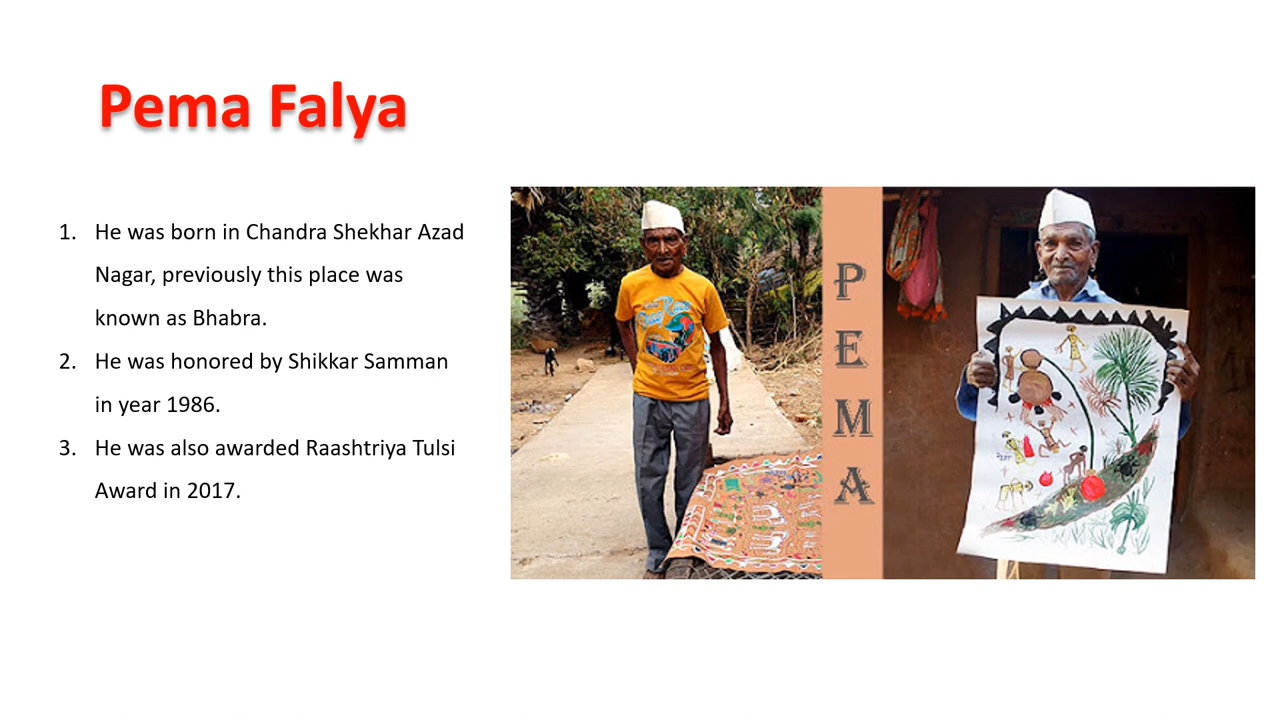 Pema Falya
1. He was born in Chandra Shekhar Azad
Nagar, previously this place was
known as Bhabra.
2. He was honored by Shikkar Samman
in year 1986.
3. He was also awarded Raashtriya Tulsi
Award in 2017.
PEMA